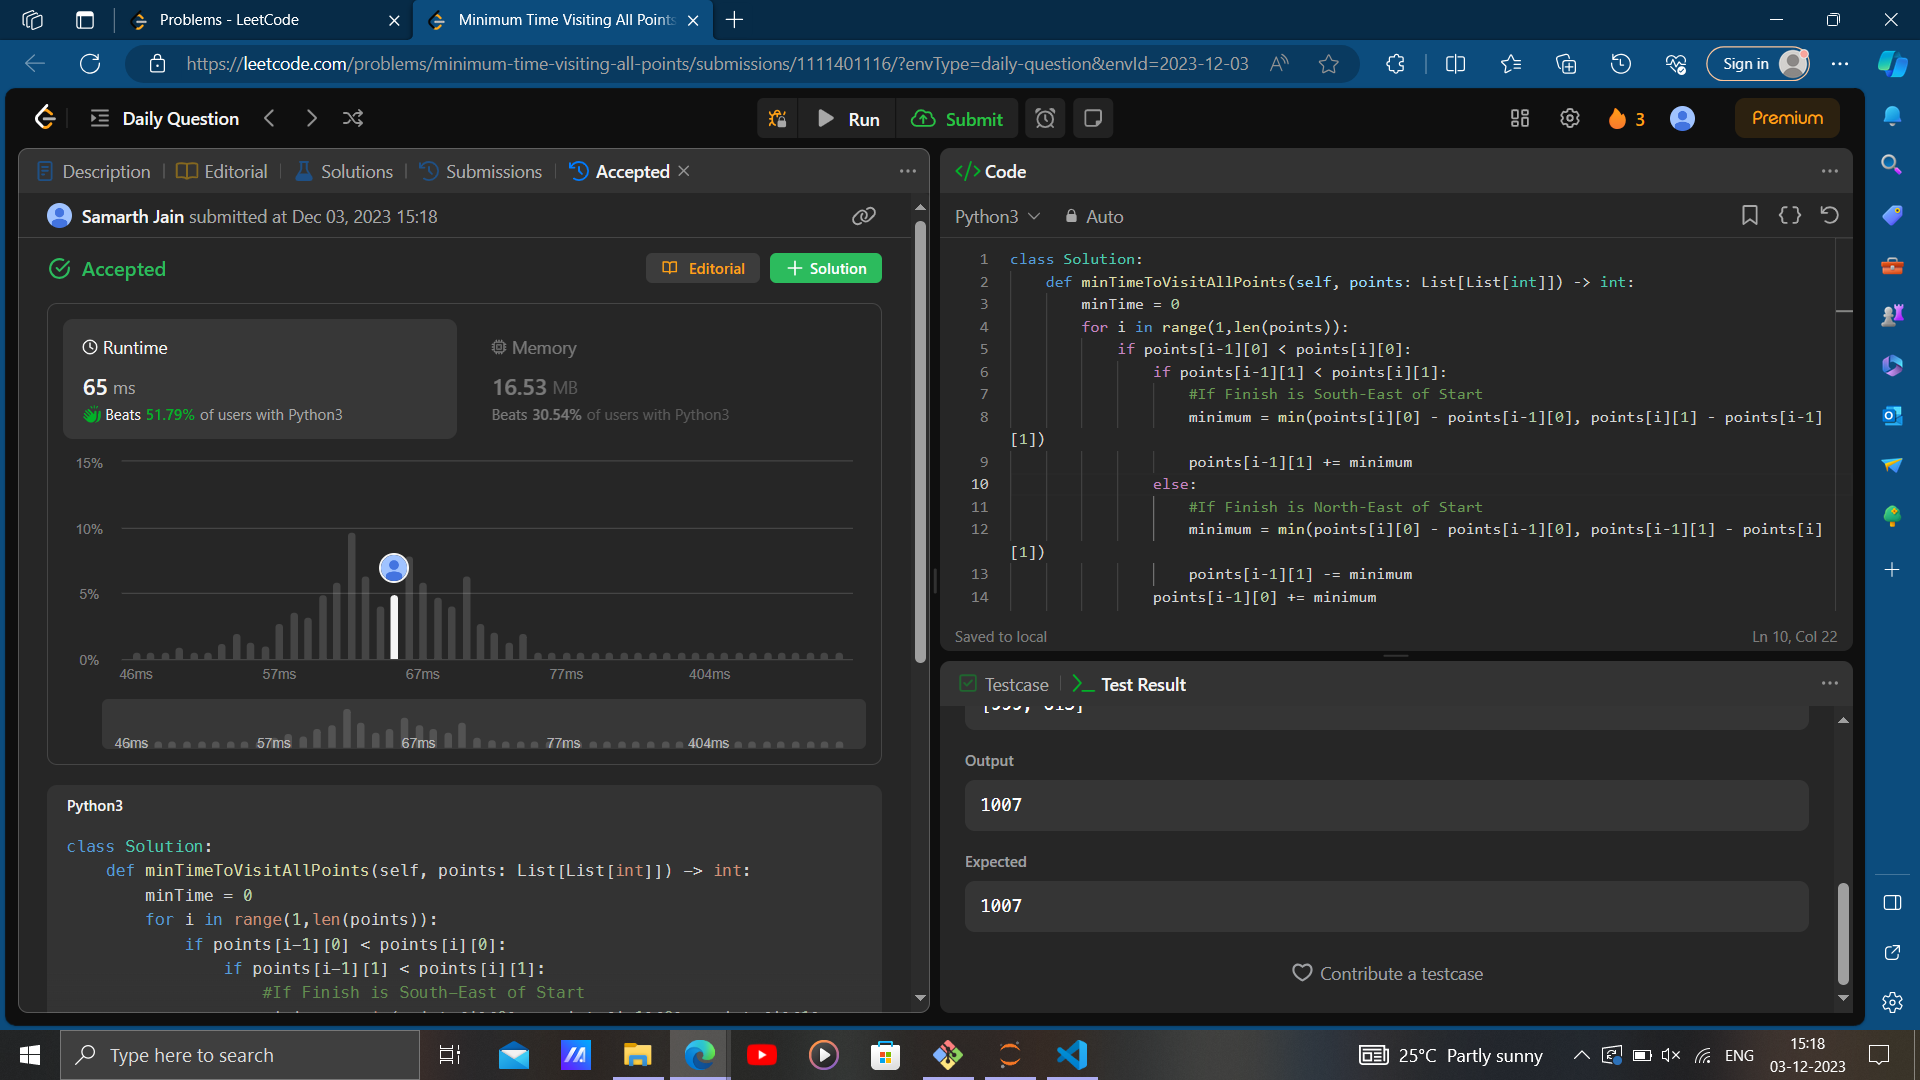 Problems - LeetCode
Minimum Time Visiting All Points
https://leetcode.com/problems/minimum-time-visiting-all-points/submissions/1111401116/?envType=daily-question&envId=2023-12-03
Sign in
Daily Question
Run
Submit
3
Premium
Description
Editorial
Solutions
Submissions
Accepted
Samarth Jain submitted at Dec 03, 2023 15:18
Accepted
Editorial
Solution
Runtime
65 ms
Beats 51.79% of users with Python3
Memory
16.53 MB
Beats 30.54% of users with Python3
15%
10%
5%
0%
46ms 57ms 67ms 77ms 404ms
46ms 57ms 67ms 77ms 404ms
Python3
class Solution:
def minTimeToVisitAllPoints(self, points: List[List[int]]) -> int:
minTime = 0
for i in range(1,len(points)):
if points[i-1][0] < points[i][0]:
if points[i-1][1] < points[i][1]:
#If Finish is South-East of Start
Code
Python3
Auto
1 class Solution:
2 def minTimeToVisitAllPoints(self, points: List[List[int]]) -> int:
3 minTime = 0
4 for i in range(1,len(points)):
5 if points[i-1][0] < points[i][0]:
6 if points[i-1][1] < points[i][1]:
7 #If Finish is South-East of Start
8 minimum = min(points[i][0] - points[i-1][0], points[i][1] - points[i-1]
[1])
9 points[i-1][1] += minimum
10 else:
11 #If Finish is North-East of Start
12 minimum = min(points[i][0] - points[i-1][0], points[i-1][1] - points[i]
[1])
13 points[i-1][1] -= minimum
14 points[i-1][0] += minimum
Saved to local
Ln 10, Col 22
Testcase
Test Result
Output
1007
Expected
1007
Contribute a testcase
Type here to search
25°C Partly sunny
ENG
15:18
03-12-2023